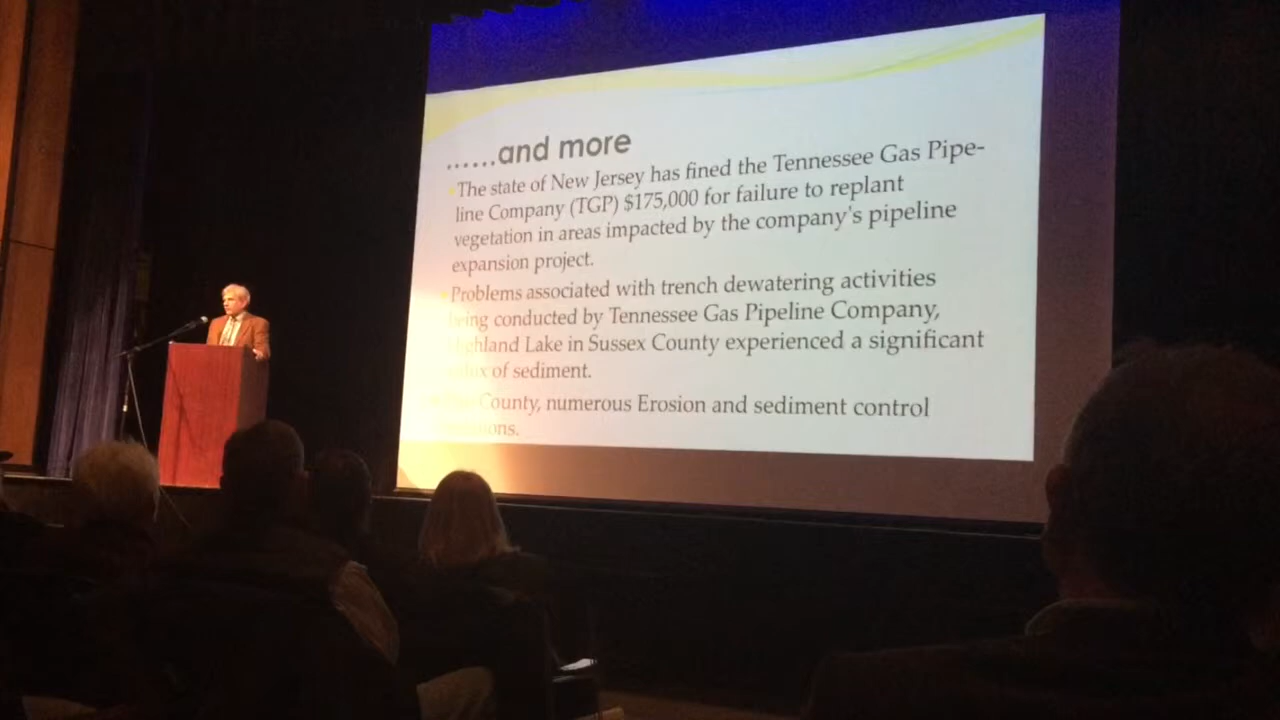 ......and more
The state of New Jersey has fined the Tennessee Gas Pipe-
line Company (TGP) $175,000 for failure to replant
vegetation in areas impacted by the company's pipeline
expansion project.
Problems associated with trench dewatering activities
being conducted by Tennessee Gas Pipeline Company,
Highland Lake in Sussex County experienced a significant
of sediment.
County, numerous Erosion and sediment control